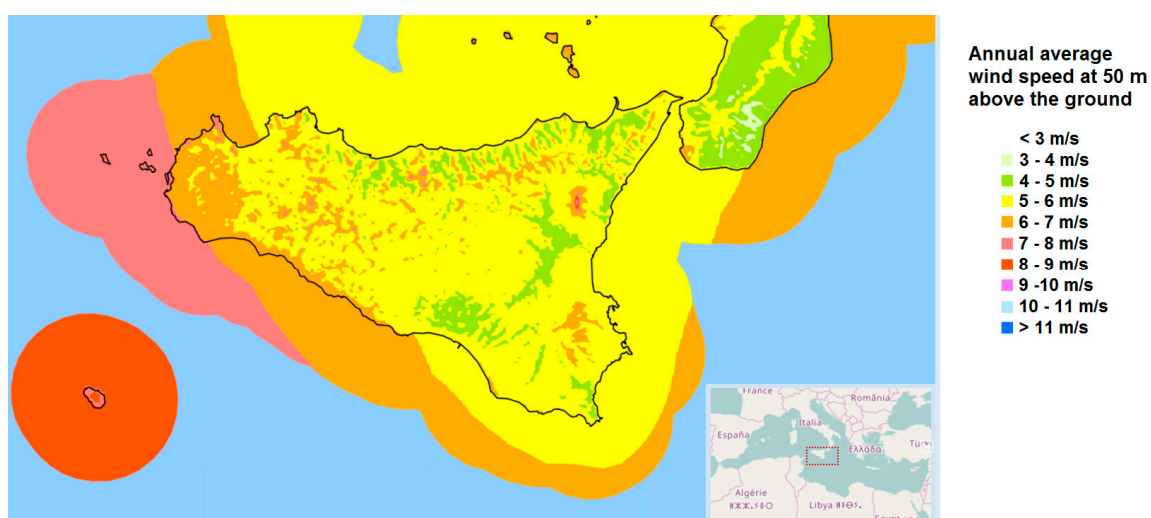 Annual average
wind speed at 50 m
above the ground
< 3 m/s
3 - 4 m/s
4 - 5 m/s
5 - 6 m/s
6 - 7 m/s
7 - 8 m/s
8 - 9 m/s
9 -10 m/s
10 - 11 m/s
> 11 m/s
France
România
Italia
España
Ελλάδα
Algérie
Libya